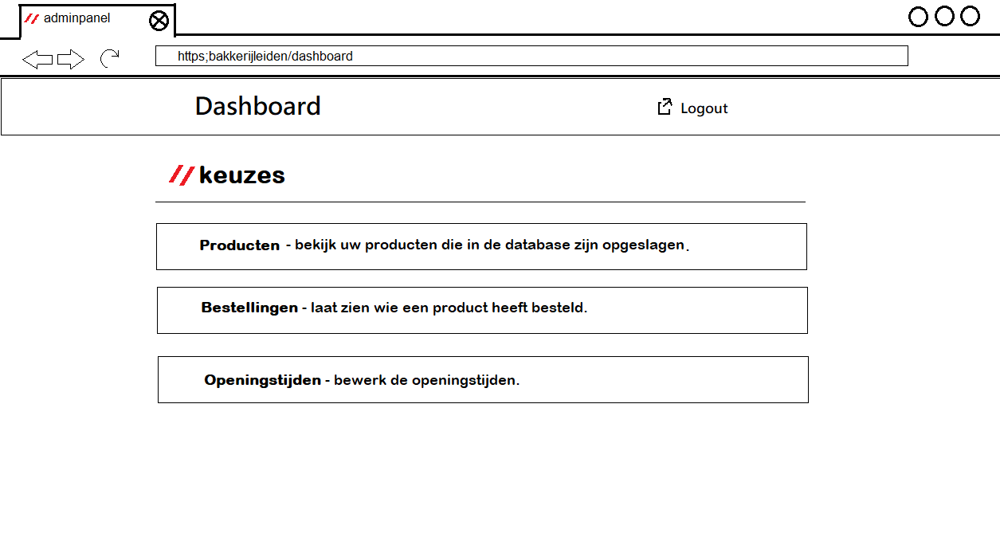 // adminpanel
https;bakkerijleiden/dashboard
Dashboard
Logout
// keuzes
Producten - bekijk uw producten die in de database zijn opgeslagen.
Bestellingen - laat zien wie een product heeft besteld.
Openingstijden - bewerk de openingstijden.